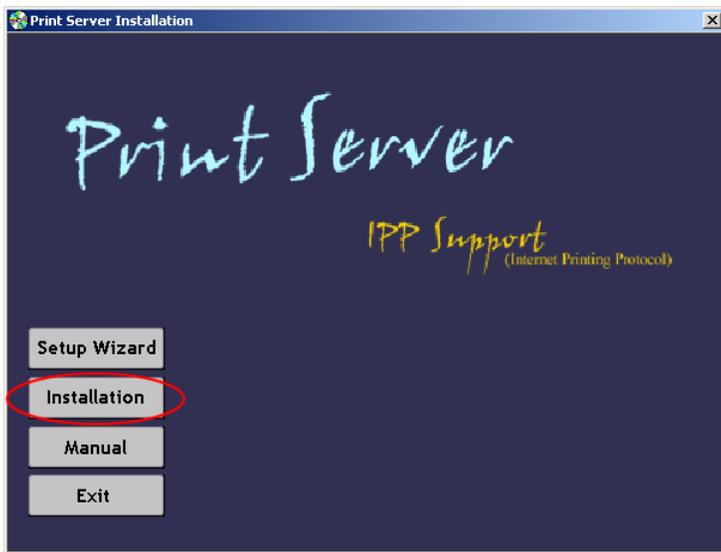 Print Server Installation
Print Server
IPP Support
(Internet Printing Protocol)
Setup Wizard
Installation
Manual
Exit